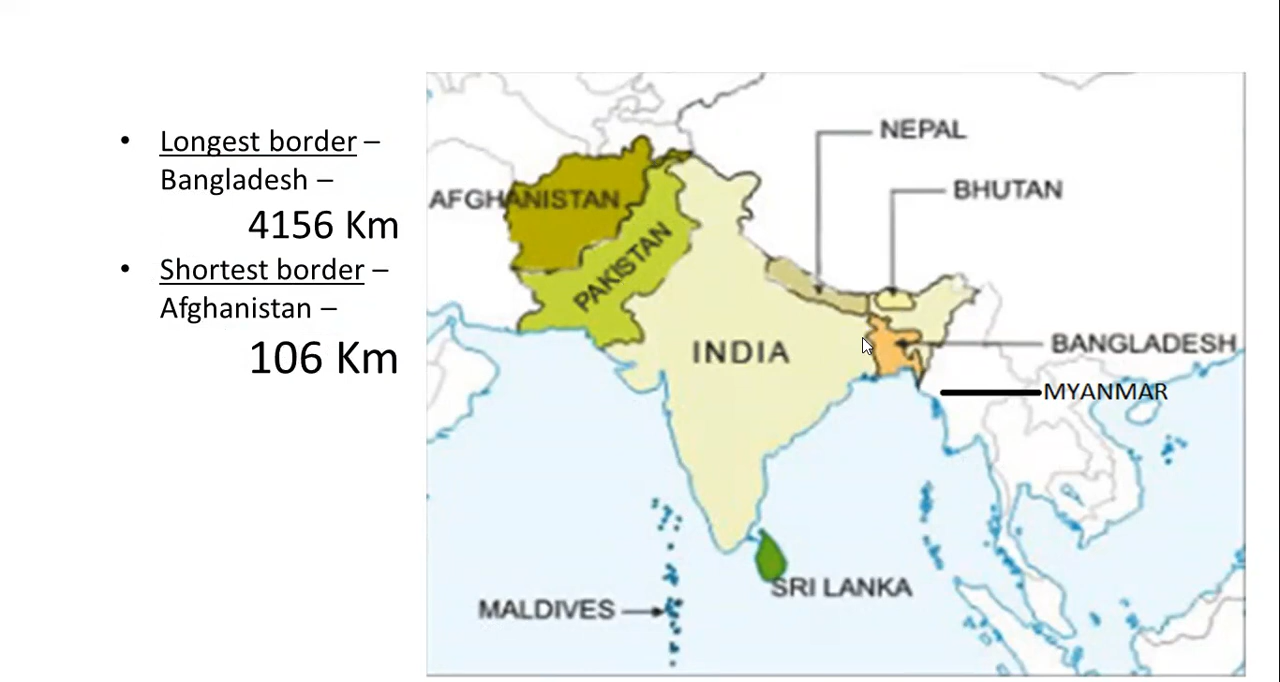 • Longest border –
Bangladesh –
4156 Km
• Shortest border –
Afghanistan –
106 Km
NEPAL
BHUTAN
AFGHANISTAN
PAKISTAN
INDIA
BANGLADESH
MYANMAR
SRI LANKA
MALDIVES